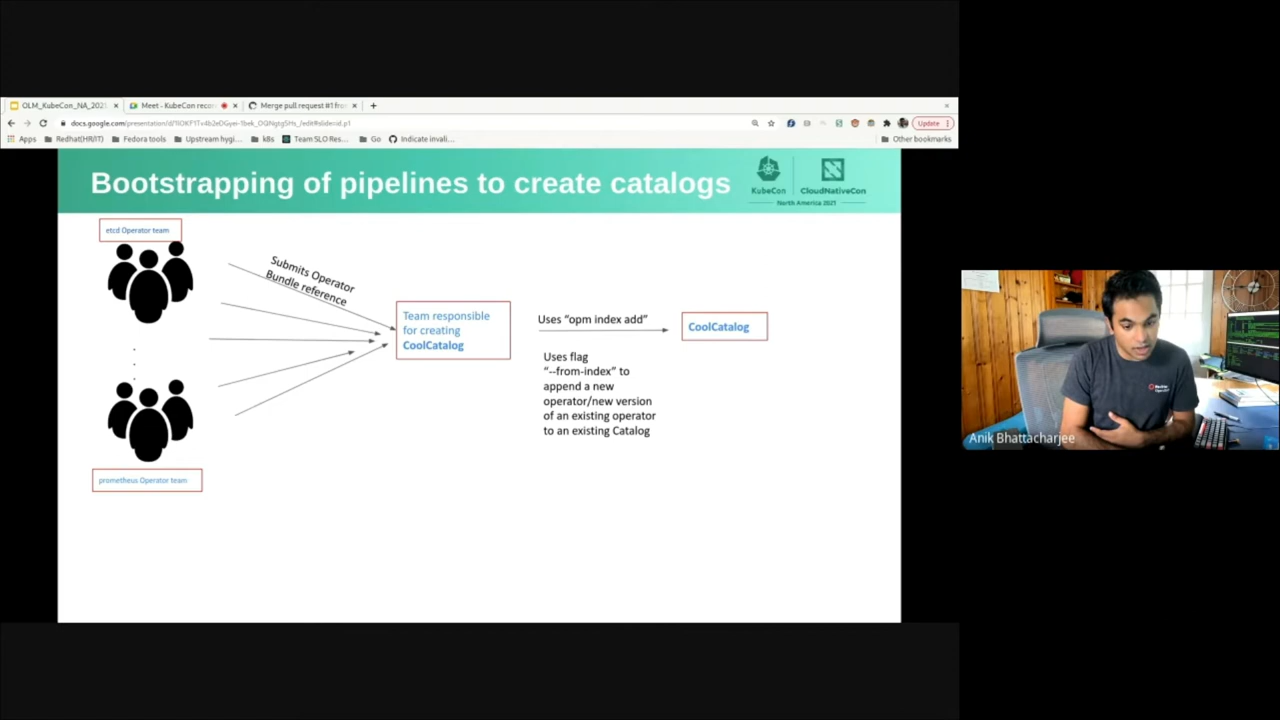 OLM_KubeCon_NA_202
Meet - KubeCon recor
Merge pull request #1 fro
Apps
Redhat(HR/IT)
Fedora tools
Upstream hygi...
k8s
Team SLO Res...
Go
Indicate invali...
Other bookmarks
Update
Bootstrapping of pipelines to create catalogs
KubeCon
CloudNativeCon
North America 2021
etcd Operator team
Submits Operator
Bundle reference
Team responsible
for creating
CoolCatalog
Uses “opm index add”
CoolCatalog
Uses flag
“--from-index” to
append a new
operator/new version
of an existing operator
to an existing Catalog
prometheus Operator team
Anik Bhattacharjee